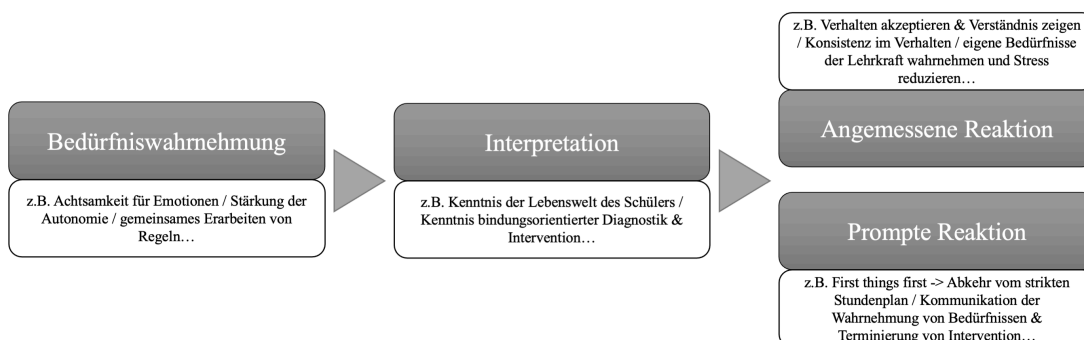 Bedürfniswahrnehmung
z.B. Achtsamkeit für Emotionen / Stärkung der
Autonomie / gemeinsames Erarbeiten von
Regeln…
Interpretation
z.B. Kenntnis der Lebenswelt des Schülers /
Kenntnis bindungsorientierter Diagnostik &
Intervention…
z.B. Verhalten akzeptieren & Verständnis zeigen
/ Konsistenz im Verhalten / eigene Bedürfnisse
der Lehrkraft wahrnehmen und Stress
reduzieren…
Angemessene Reaktion
Prompte Reaktion
z.B. First things first -> Abkehr vom strikten
Stundenplan / Kommunikation der
Wahrnehmung von Bedürfnissen &
Terminierung von Intervention…